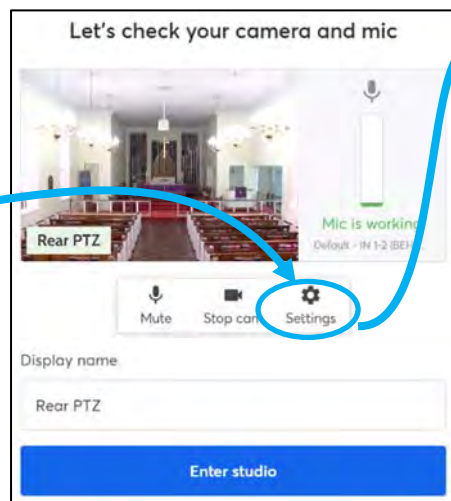 Let's check your camera and mic
Rear PTZ
Mic is working
Default - IN 1-2 (BEH
Mute
Stop cam
Settings
Display name
Rear PTZ
Enter studio